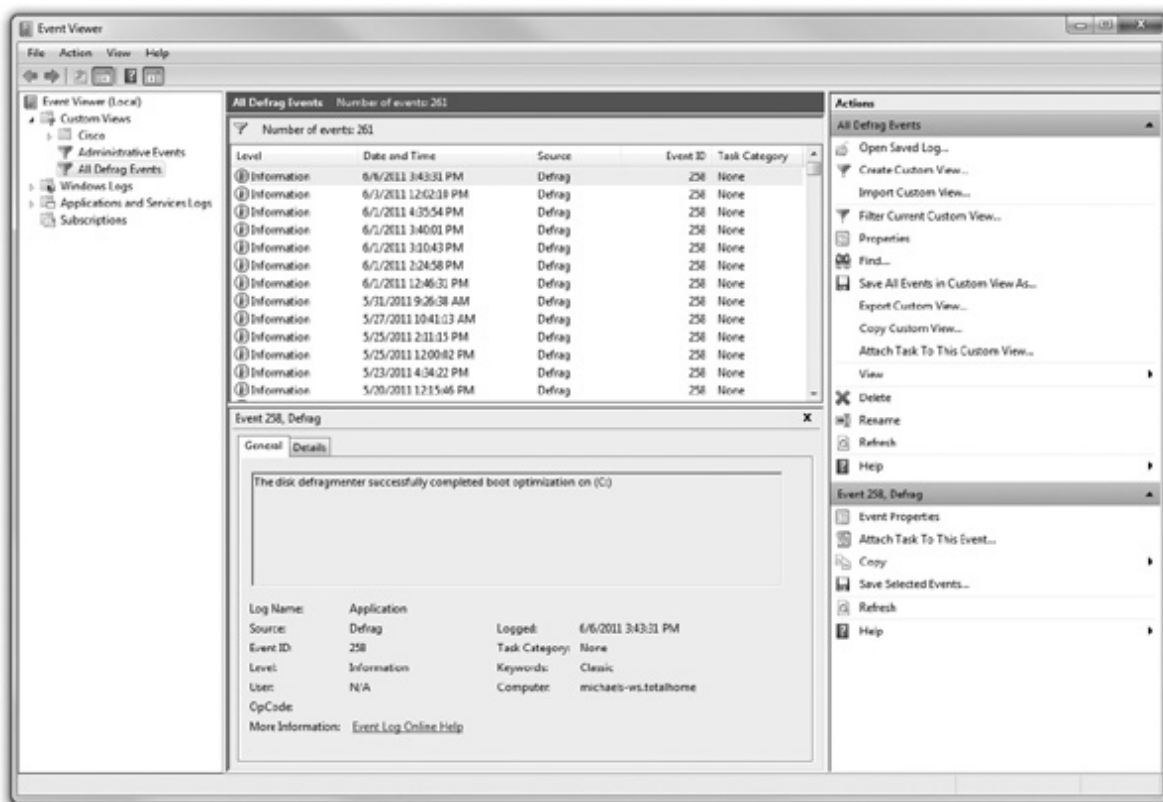 Event Viewer
File Action View Help
Event Viewer (Local)
Custom Views
Cisco
Administrative Events
All Defrag Events
Windows Logs
Applications and Services Logs
Subscriptions
All Defrag Events Number of events: 261
Number of events: 261
Level Date and Time Source Event ID Task Category
Information 6/6/2011 3:43:31 PM Defrag 258 None
Information 6/3/2011 12:02:10 PM Defrag 258 None
Information 6/1/2011 4:35:54 PM Defrag 258 None
Information 6/1/2011 3:40:01 PM Defrag 258 None
Information 6/1/2011 3:10:43 PM Defrag 258 None
Information 6/1/2011 2:24:58 PM Defrag 258 None
Information 6/1/2011 12:46:31 PM Defrag 258 None
Information 5/31/2011 9:26:38 AM Defrag 258 None
Information 5/27/2011 10:41:13 AM Defrag 258 None
Information 5/25/2011 2:11:15 PM Defrag 258 None
Information 5/25/2011 12:00:02 PM Defrag 258 None
Information 5/23/2011 4:34:22 PM Defrag 258 None
Information 5/20/2011 12:15:46 PM Defrag 258 None
Event 258, Defrag
General Details
The disk defragmenter successfully completed boot optimization on (C:)
Log Name: Application
Source: Defrag Logged: 6/6/2011 3:43:31 PM
Event ID: 258 Task Category: None
Level: Information Keywords: Classic
User: N/A Computer: michaels-ws.totalhome
OpCode:
More Information: Event Log Online Help
Actions
All Defrag Events
Open Saved Log...
Create Custom View...
Import Custom View...
Filter Current Custom View...
Properties
Find...
Save All Events in Custom View As...
Export Custom View...
Copy Custom View...
Attach Task To This Custom View...
View
Delete
Rename
Refresh
Help
Event 258, Defrag
Event Properties
Attach Task To This Event...
Copy
Save Selected Events...
Refresh
Help